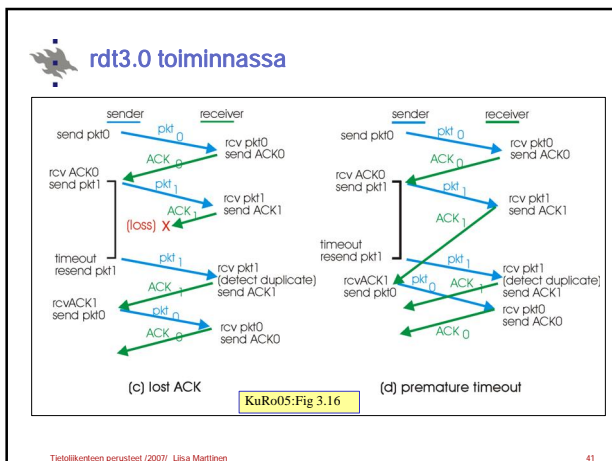 rdt3.0 toiminnassa
sender receiver
send pkt0
pkt 0
rcv pkt0
send ACK0
ACK 0
rcv ACK0
send pkt1
pkt 1
rcv pkt1
send ACK1
ACK 1
(loss) X
timeout
resend pkt1
pkt 1
rcv pkt1
(detect duplicate)
send ACK1
ACK 1
rcvACK1
send pkt0
pkt 0
rcv pkt0
send ACK0
ACK 0
(c) lost ACK
sender receiver
send pkt0
pkt 0
rcv pkt0
send ACK0
ACK 0
rcv ACK0
send pkt1
pkt 1
rcv pkt1
send ACK1
ACK 1
timeout
resend pkt1
pkt 1
rcv pkt1
(detect duplicate)
send ACK1
ACK 1
rcvACK1
send pkt0
pkt 0
rcv pkt0
send ACK0
ACK 0
(d) premature timeout
KuRo05:Fig 3.16
Tietoliikenteen perusteet /2007/ Liisa Marttinen
41